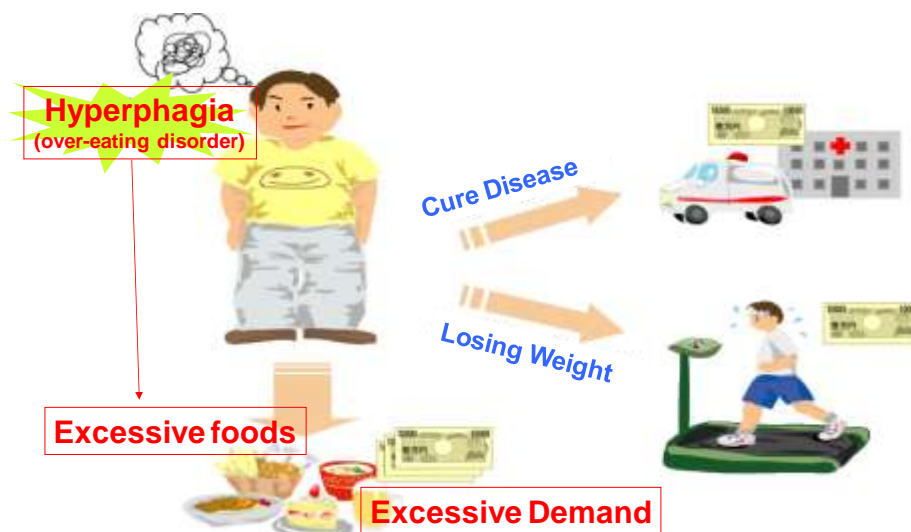 Hyperphagia
(over-eating disorder)
Cure Disease
Losing Weight
Excessive foods
Excessive Demand